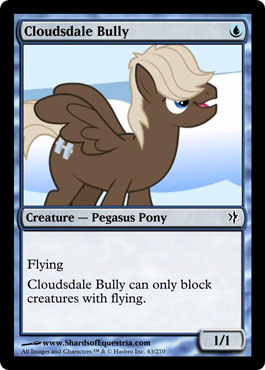 Cloudsdale Bully
Creature — Pegasus Pony
Flying
Cloudsdale Bully can only block
creatures with flying.
www.ShardsofEquestria.com
All Images and Characters ™ & © Hasbro Inc. 43/270
1/1